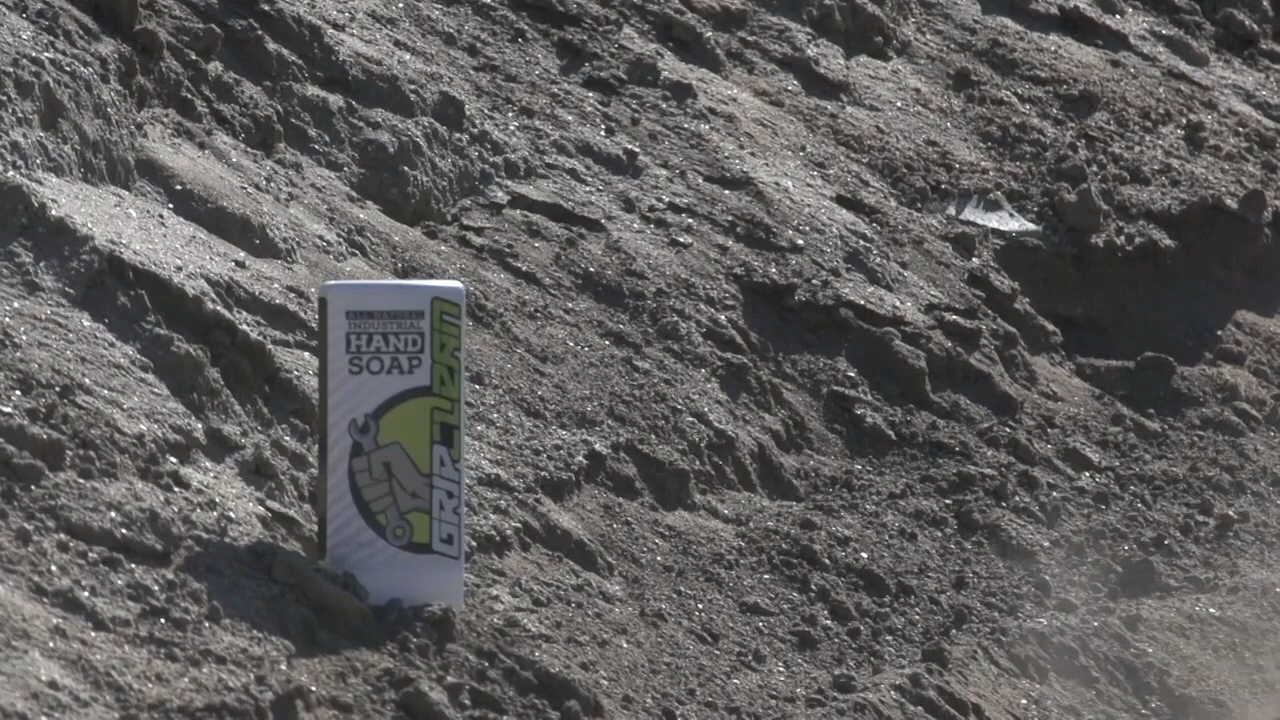 ALL NATURAL
INDUSTRIAL
HAND
SOAP
GRIP CLEAN